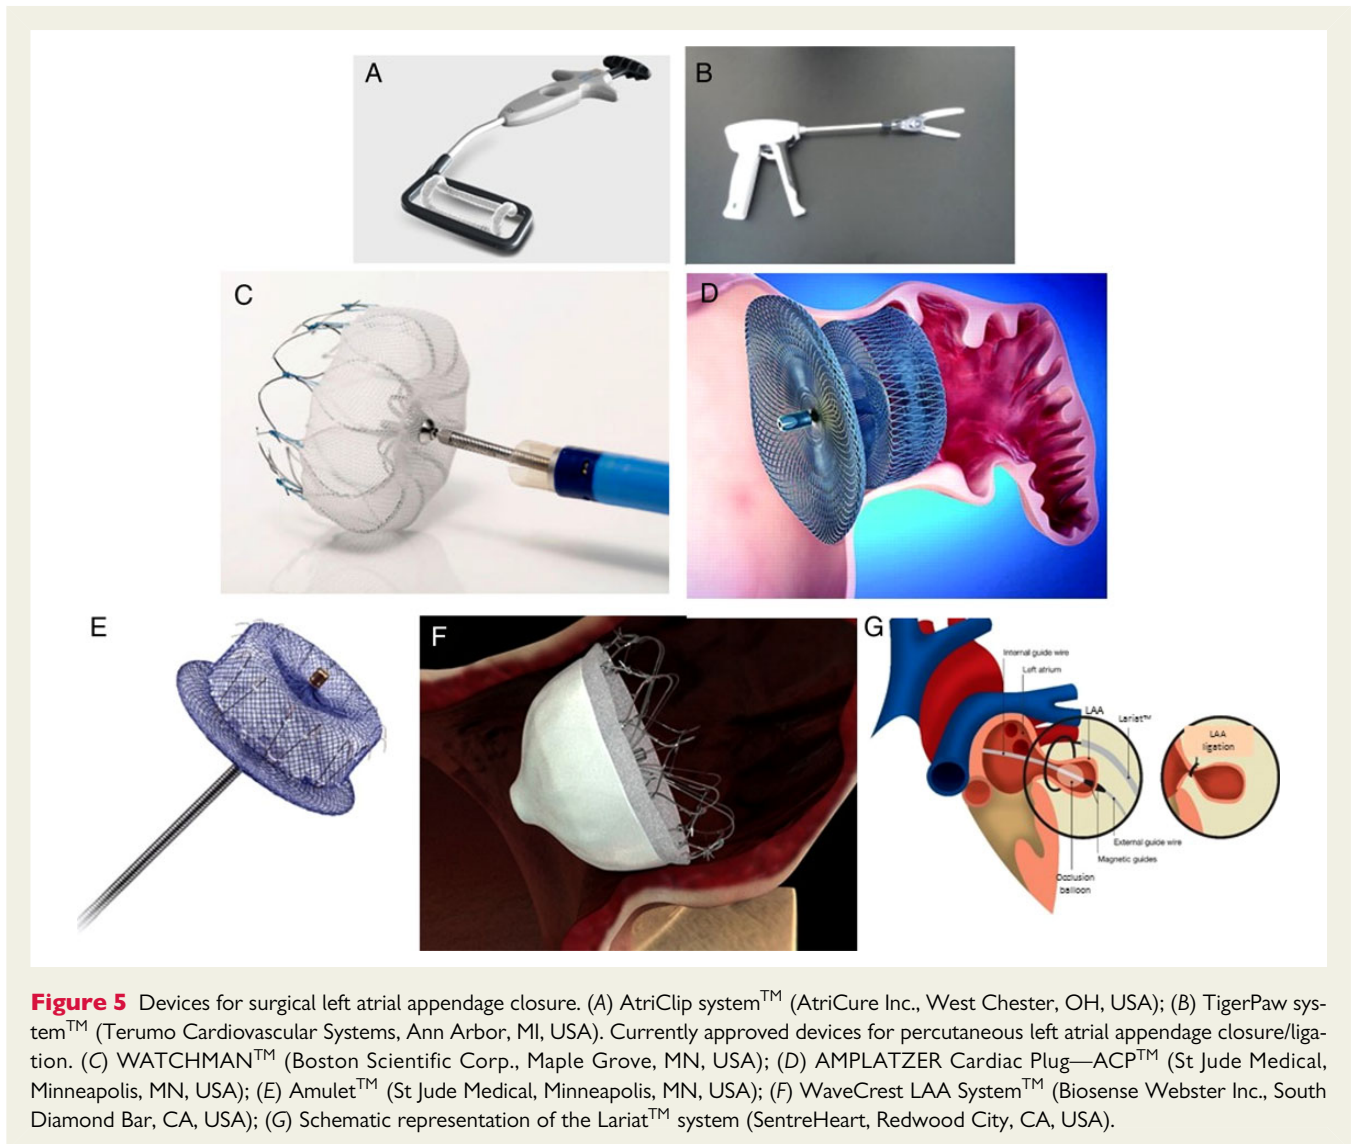 A
B
C
D
E
F
G
Internal guide wire
Left atrium
LAA
Lariat™
LAA
ligation
External guide wire
Magnetic guides
Occlusion
balloon
Figure 5 Devices for surgical left atrial appendage closure. (A) AtriClip system™ (AtriCure Inc., West Chester, OH, USA); (B) TigerPaw sys-
tem™ (Terumo Cardiovascular Systems, Ann Arbor, MI, USA). Currently approved devices for percutaneous left atrial appendage closure/liga-
tion. (C) WATCHMAN™ (Boston Scientific Corp., Maple Grove, MN, USA); (D) AMPLATZER Cardiac Plug—ACP™ (St Jude Medical,
Minneapolis, MN, USA); (E) Amulet™ (St Jude Medical, Minneapolis, MN, USA); (F) WaveCrest LAA System™ (Biosense Webster Inc., South
Diamond Bar, CA, USA); (G) Schematic representation of the Lariat™ system (SentreHeart, Redwood City, CA, USA).